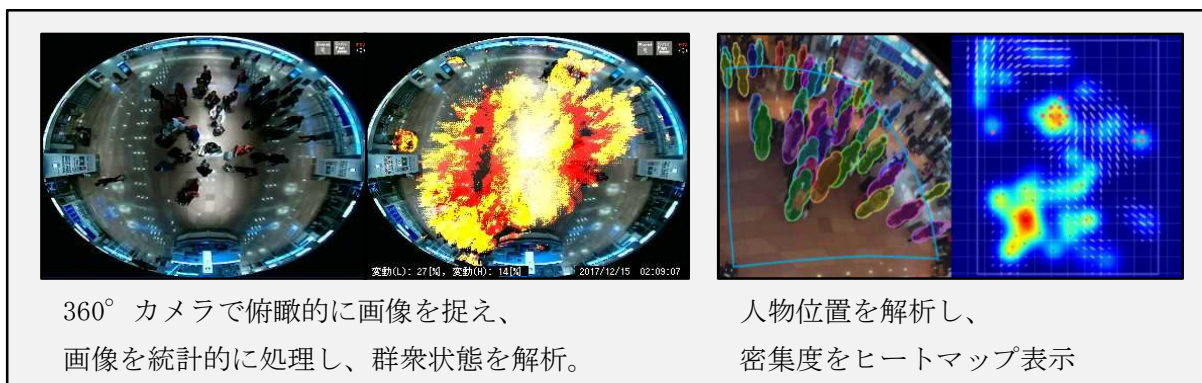 変動(L): 27[%], 変動(H): 14[%]
2017/12/15 02:09:07
360°カメラで俯瞰的に画像を捉え、
画像を統計的に処理し、群衆状態を解析。
人物位置を解析し、
密集度をヒートマップ表示